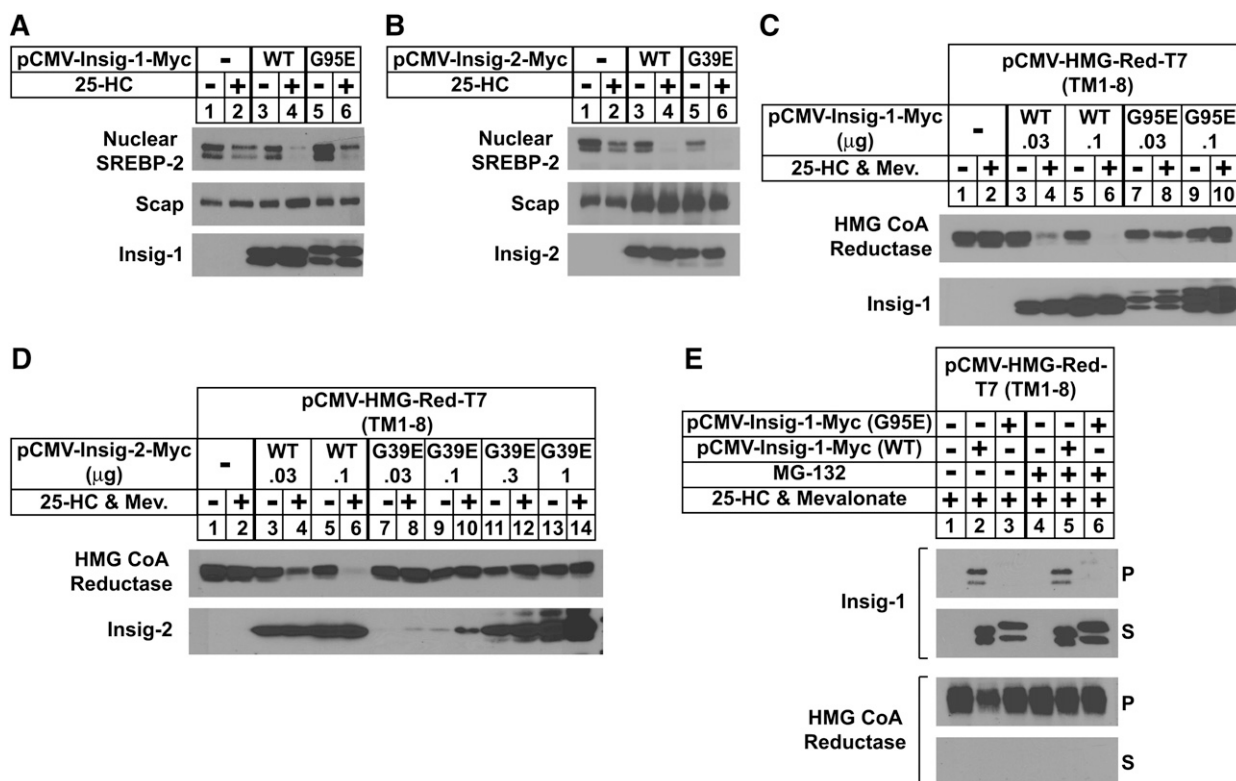 A
pCMV-Insig-1-Myc - WT G95E
25-HC - + - + - +
1 2 3 4 5 6
Nuclear
SREBP-2
Scap
Insig-1
B
pCMV-Insig-2-Myc - WT G39E
25-HC - + - + - +
1 2 3 4 5 6
Nuclear
SREBP-2
Scap
Insig-2
C
pCMV-HMG-Red-T7
(TM1-8)
pCMV-Insig-1-Myc
(μg)
- WT WT G95E G95E
.03 .1 .03 .1
25-HC & Mev. - + - + - + - + - +
1 2 3 4 5 6 7 8 9 10
HMG CoA
Reductase
Insig-1
D
pCMV-HMG-Red-T7
(TM1-8)
pCMV-Insig-2-Myc
(μg)
- WT WT G39E G39E G39E G39E
.03 .1 .03 .1 .3 1
25-HC & Mev. - + - + - + - + - + - + - +
1 2 3 4 5 6 7 8 9 10 11 12 13 14
HMG CoA
Reductase
Insig-2
E
pCMV-HMG-Red-
T7 (TM1-8)
pCMV-Insig-1-Myc (G95E) - - + - - +
pCMV-Insig-1-Myc (WT) - + - - + -
MG-132 - - - + + +
25-HC & Mevalonate + + + + + +
1 2 3 4 5 6
Insig-1
P
S
HMG CoA
Reductase
P
S